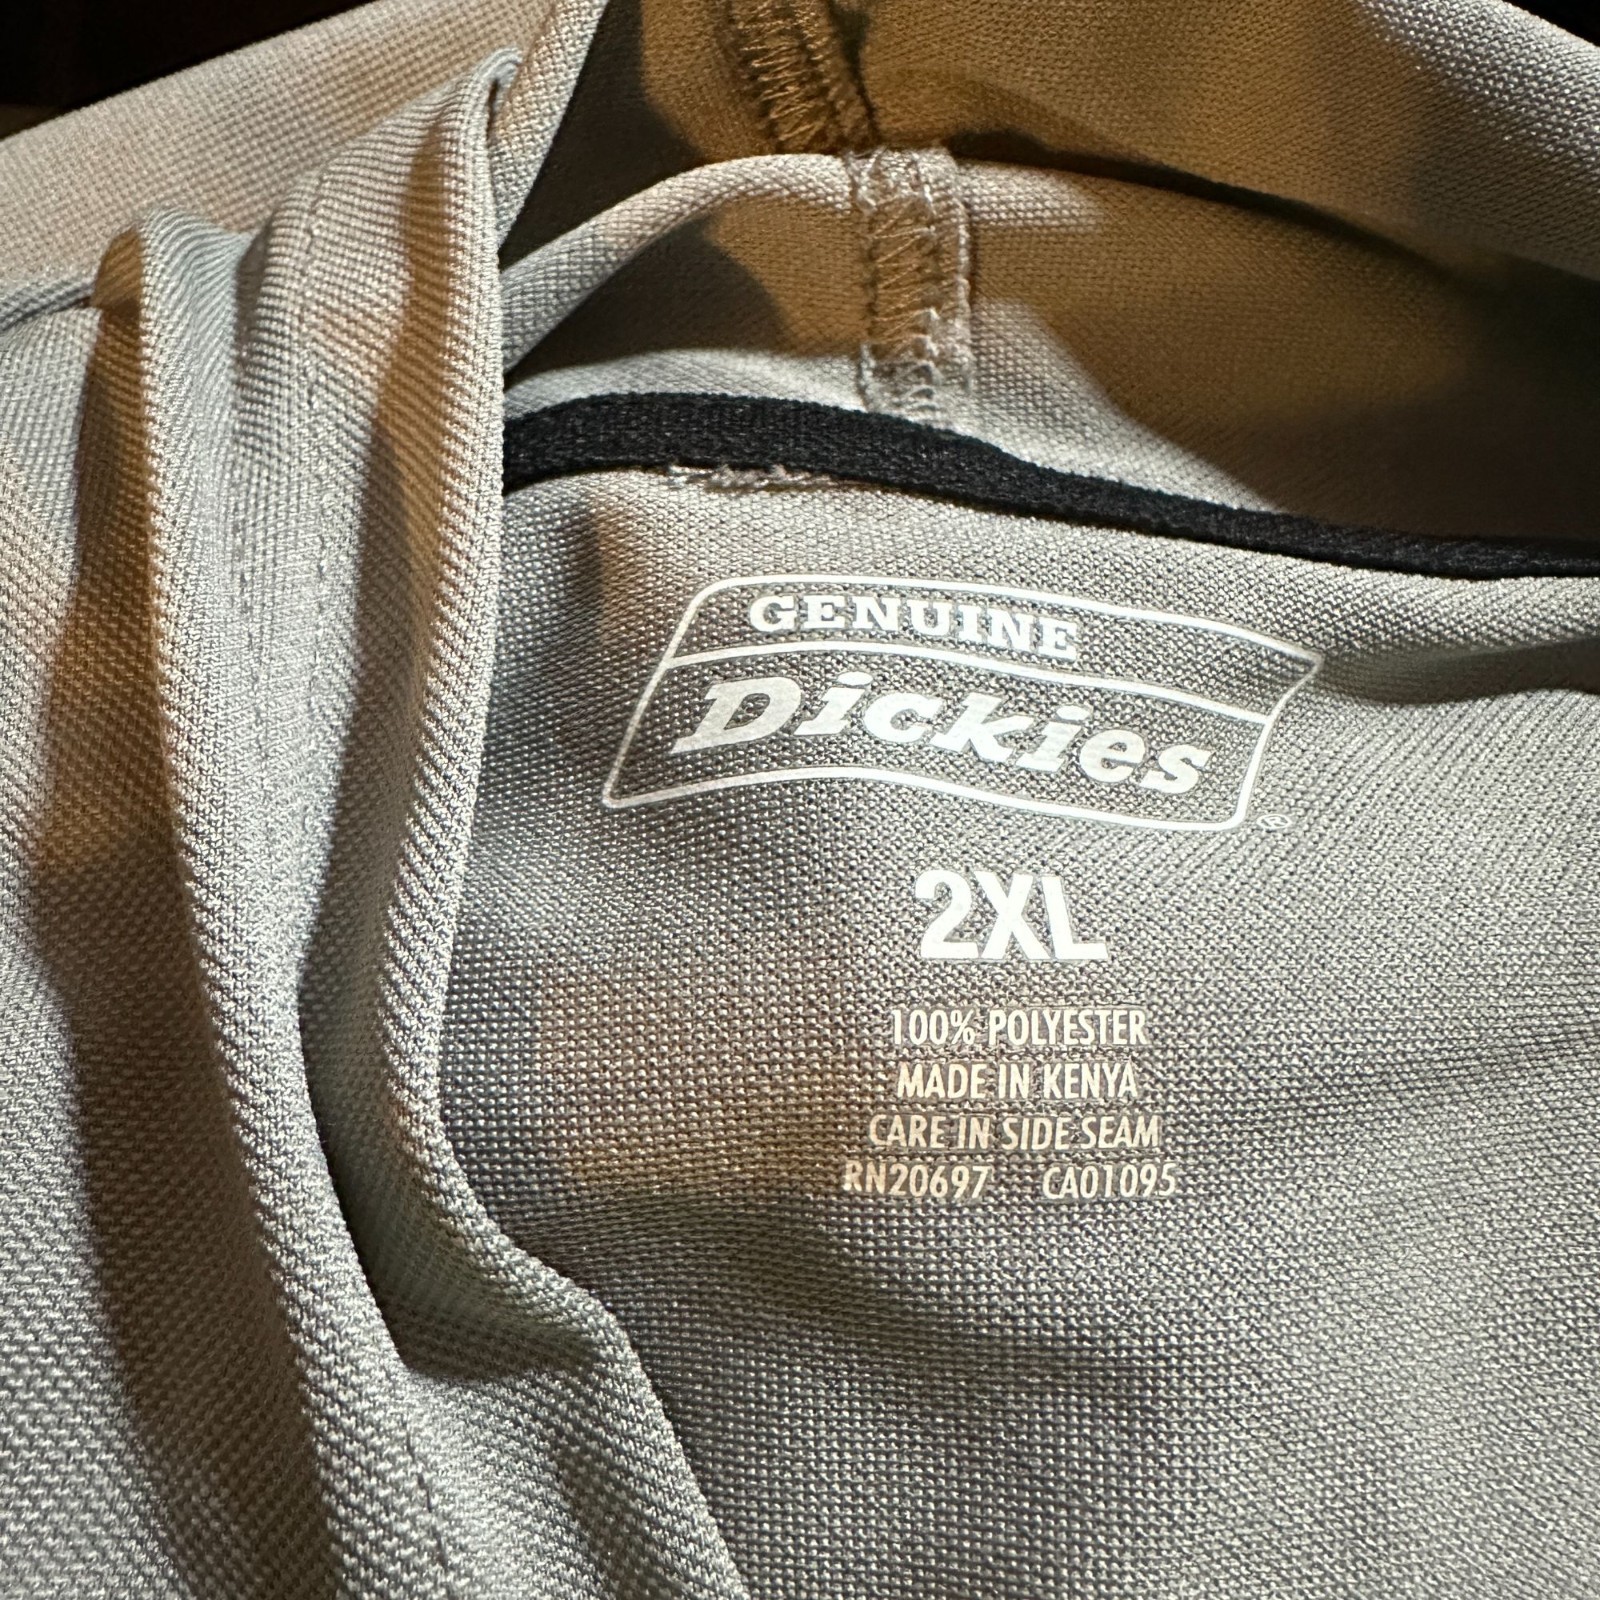 GENUINE
Dickies
®
2XL
100% POLYESTER
MADE IN KENYA
CARE IN SIDE SEAM
RN20697 CA01095